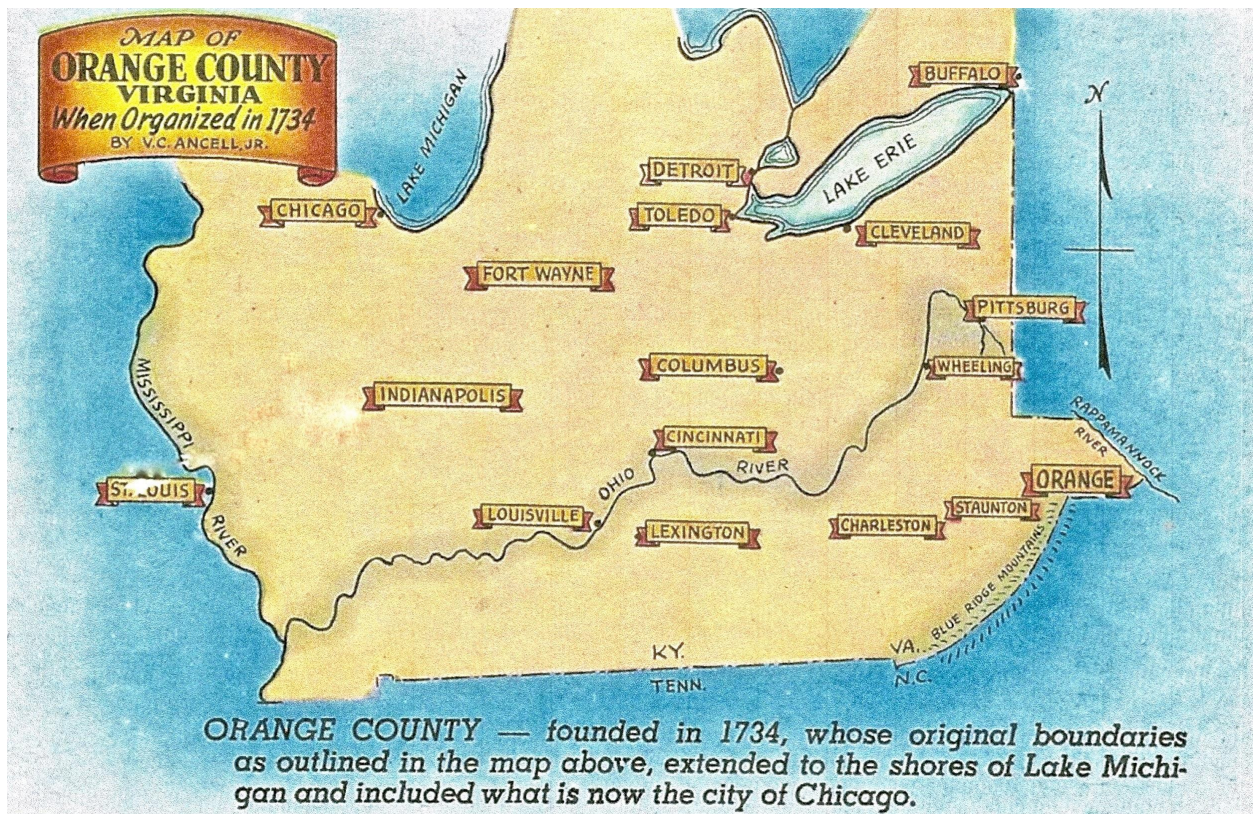 MAP OF
ORANGE COUNTY
VIRGINIA
When Organized in 1734
BY V.C. ANCELL, JR.
LAKE MICHIGAN
BUFFALO
N
LAKE ERIE
DETROIT
CHICAGO
TOLEDO
CLEVELAND
FORT WAYNE
PITTSBURG
COLUMBUS
WHEELING
MISSISSIPPI
INDIANAPOLIS
RAPPAMANNOCK
RIVER
CINCINNATI
OHIO
RIVER
ORANGE
ST. LOUIS
STAUNTON
LOUISVILLE
CHARLESTON
LEXINGTON
RIVER
BLUE RIDGE MOUNTAINS
KY.
VA.
TENN.
N.C.
ORANGE COUNTY — founded in 1734, whose original boundaries
as outlined in the map above, extended to the shores of Lake Michi-
gan and included what is now the city of Chicago.